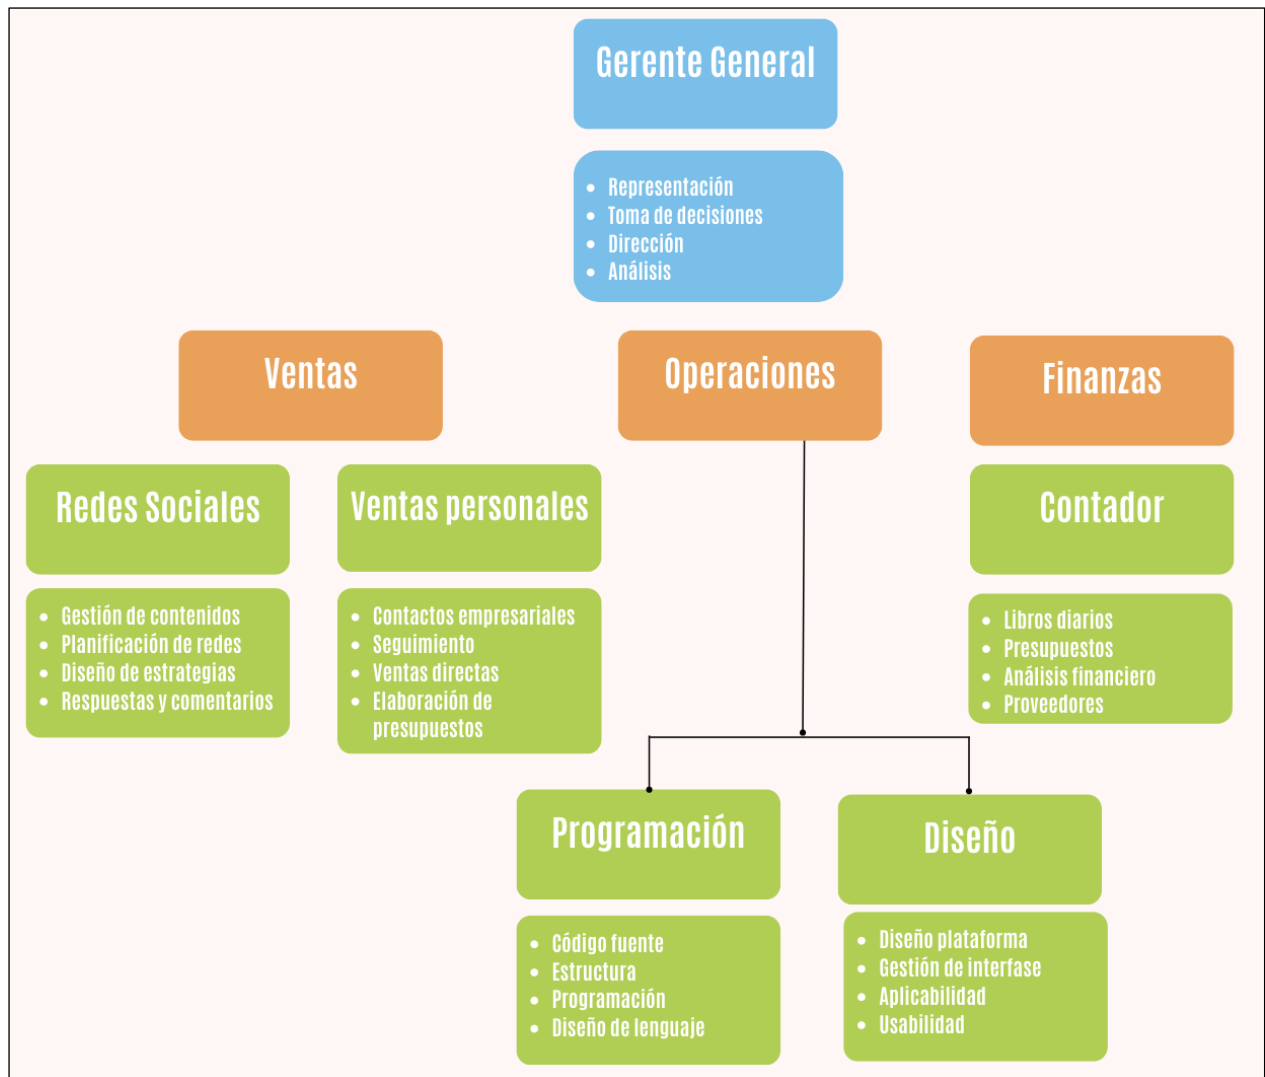 Gerente General
Representación
Toma de decisiones
Dirección
Análisis
Ventas
Operaciones
Finanzas
Redes Sociales
Ventas personales
Contador
Gestión de contenidos
Planificación de redes
Diseño de estrategias
Respuestas y comentarios
Contactos empresariales
Seguimiento
Ventas directas
Elaboración de
presupuestos
Libros diarios
Presupuestos
Análisis financiero
Proveedores
Programación
Diseño
Código fuente
Estructura
Programación
Diseño de lenguaje
Diseño plataforma
Gestión de interfase
Aplicabilidad
Usabilidad